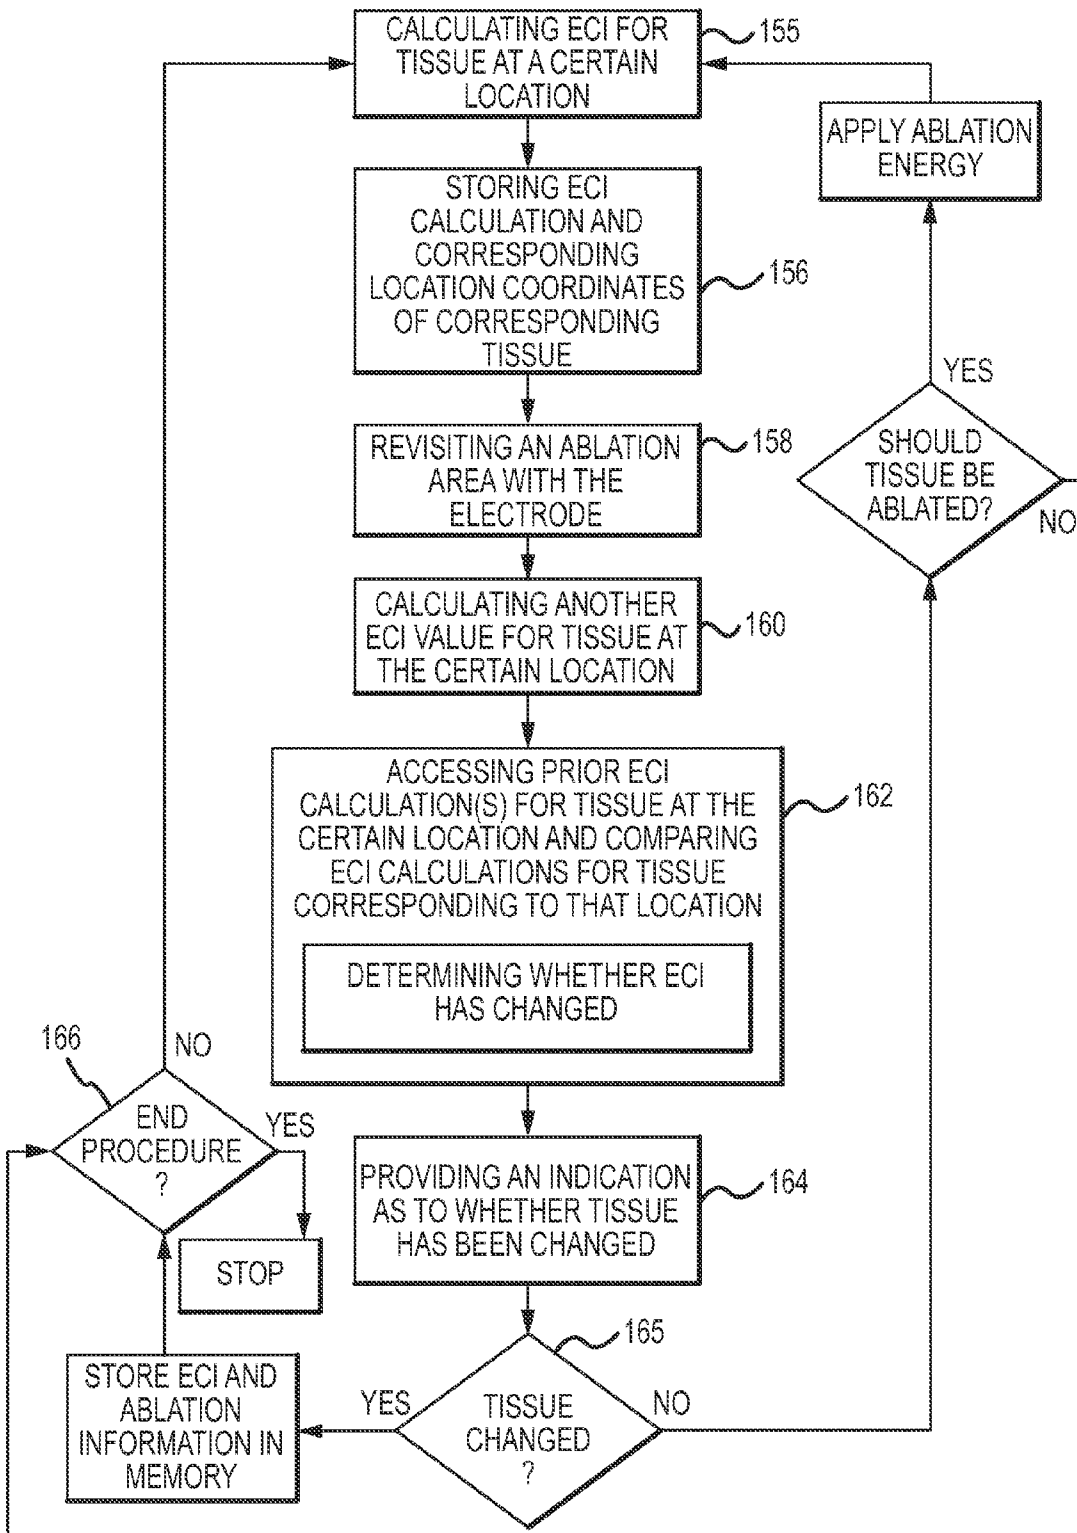 CALCULATING ECI FOR
TISSUE AT A CERTAIN
LOCATION
155
APPLY ABLATION
ENERGY
STORING ECI
CALCULATION AND
CORRESPONDING
LOCATION COORDINATES
OF CORRESPONDING
TISSUE
156
YES
SHOULD
TISSUE BE
ABLATED?
NO
REVISITING AN ABLATION
AREA WITH THE
ELECTRODE
158
CALCULATING ANOTHER
ECI VALUE FOR TISSUE AT
THE CERTAIN LOCATION
160
ACCESSING PRIOR ECI
CALCULATION(S) FOR TISSUE AT THE
CERTAIN LOCATION AND COMPARING
ECI CALCULATIONS FOR TISSUE
CORRESPONDING TO THAT LOCATION
162
DETERMINING WHETHER ECI
HAS CHANGED
166
NO
END
PROCEDURE
?
YES
STOP
PROVIDING AN INDICATION
AS TO WHETHER TISSUE
HAS BEEN CHANGED
164
165
STORE ECI AND
ABLATION
INFORMATION IN
MEMORY
YES
TISSUE
CHANGED
?
NO